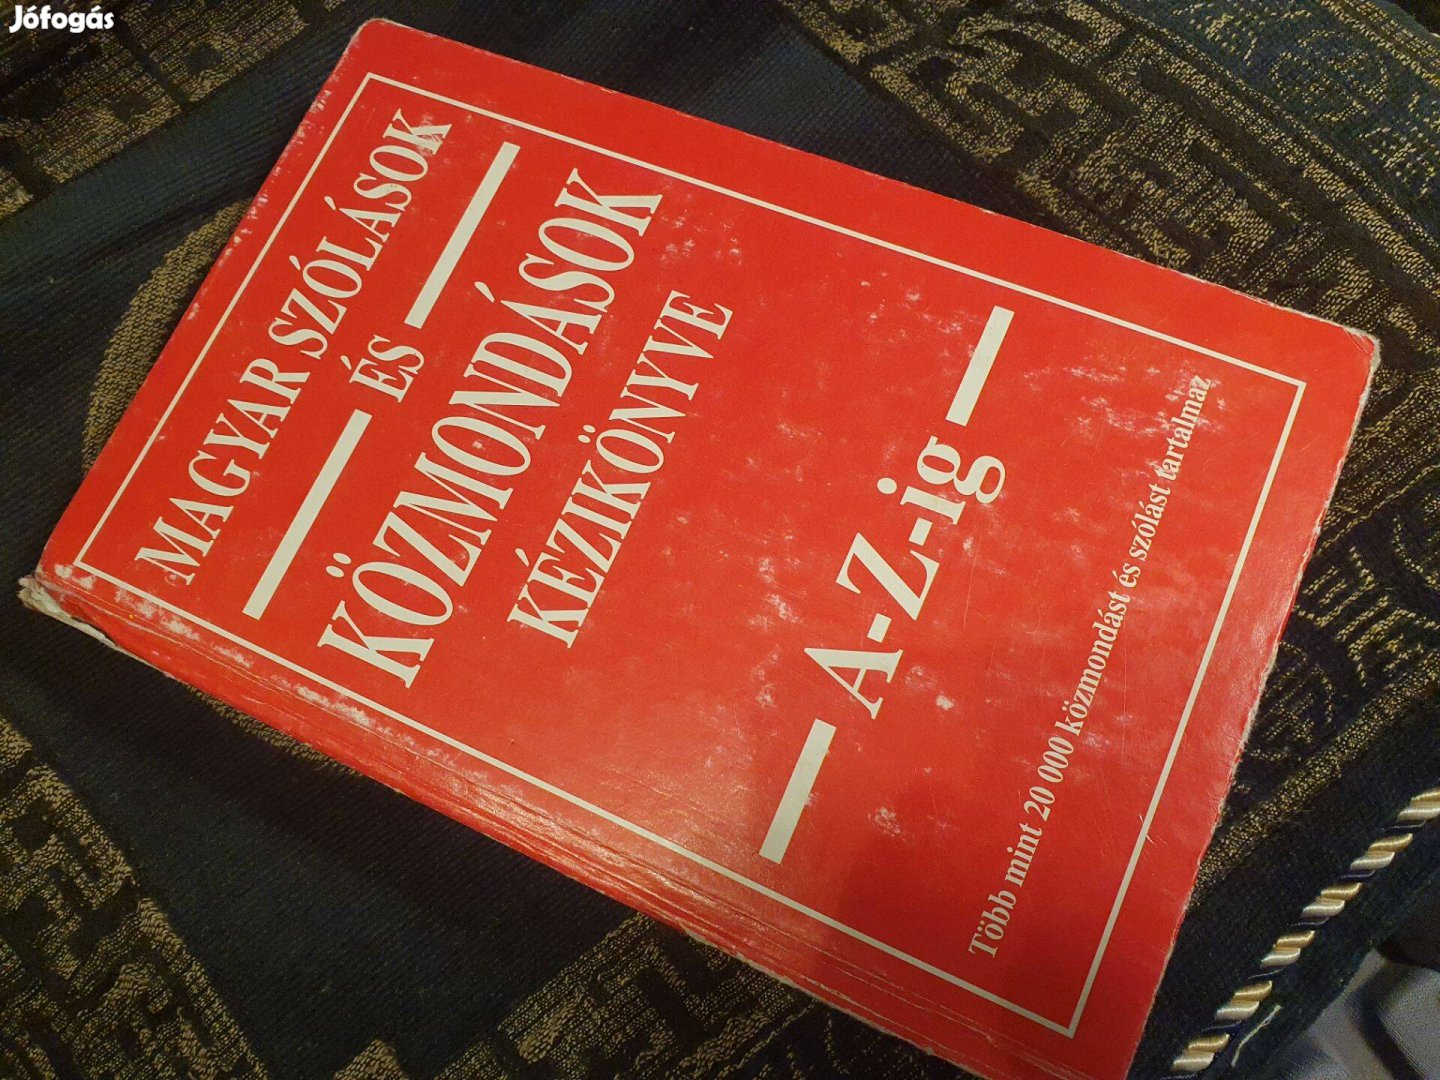 Jófogás
MAGYAR SZÓLÁSOK
ÉS
KÖZMONDÁSOK
KÉZIKÖNYVE
A-Z-ig
Több mint 20 000 közmondást és szólást tartalmaz